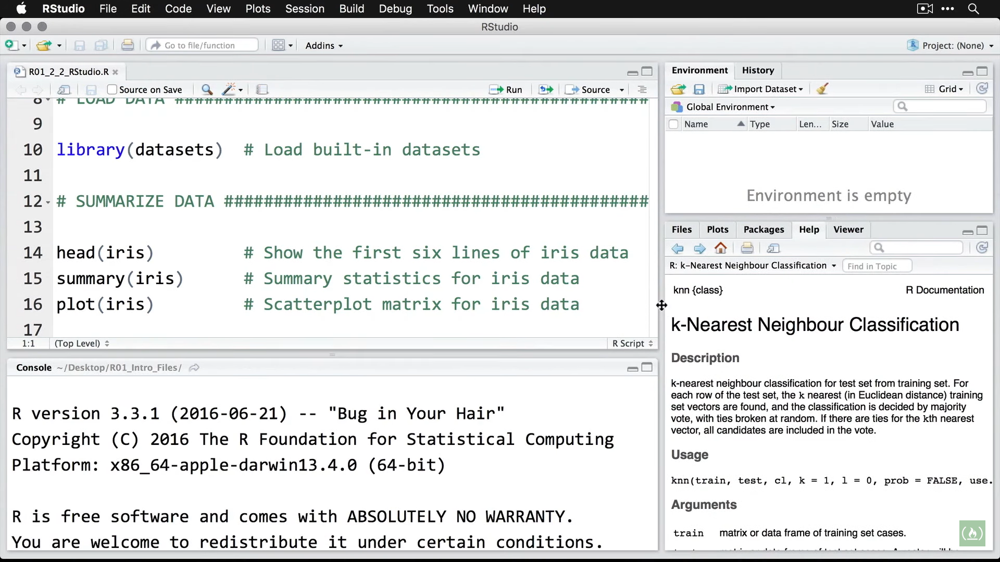 RStudio File Edit Code View Plots Session Build Debug Tools Window Help
RStudio
Go to file/function Addins Project: (None)
R01_2_2_RStudio.R
Source on Save Run Source
8 # LOAD DATA ################################################
9
10 library(datasets)  # Load built-in datasets
11
12 # SUMMARIZE DATA ###########################################
13
14 head(iris)         # Show the first six lines of iris data
15 summary(iris)      # Summary statistics for iris data
16 plot(iris)         # Scatterplot matrix for iris data
17
1:1 (Top Level) R Script
Console ~/Desktop/R01_Intro_Files/
R version 3.3.1 (2016-06-21) -- "Bug in Your Hair"
Copyright (C) 2016 The R Foundation for Statistical Computing
Platform: x86_64-apple-darwin13.4.0 (64-bit)
R is free software and comes with ABSOLUTELY NO WARRANTY.
You are welcome to redistribute it under certain conditions.
Environment History
Import Dataset Grid
Global Environment
Name Type Len... Size Value
Environment is empty
Files Plots Packages Help Viewer
R: k-Nearest Neighbour Classification Find in Topic
knn {class} R Documentation
k-Nearest Neighbour Classification
Description
k-nearest neighbour classification for test set from training set. For
each row of the test set, the k nearest (in Euclidean distance) training
set vectors are found, and the classification is decided by majority
vote, with ties broken at random. If there are ties for the kth nearest
vector, all candidates are included in the vote.
Usage
knn(train, test, cl, k = 1, l = 0, prob = FALSE, use.
Arguments
train matrix or data frame of training set cases.